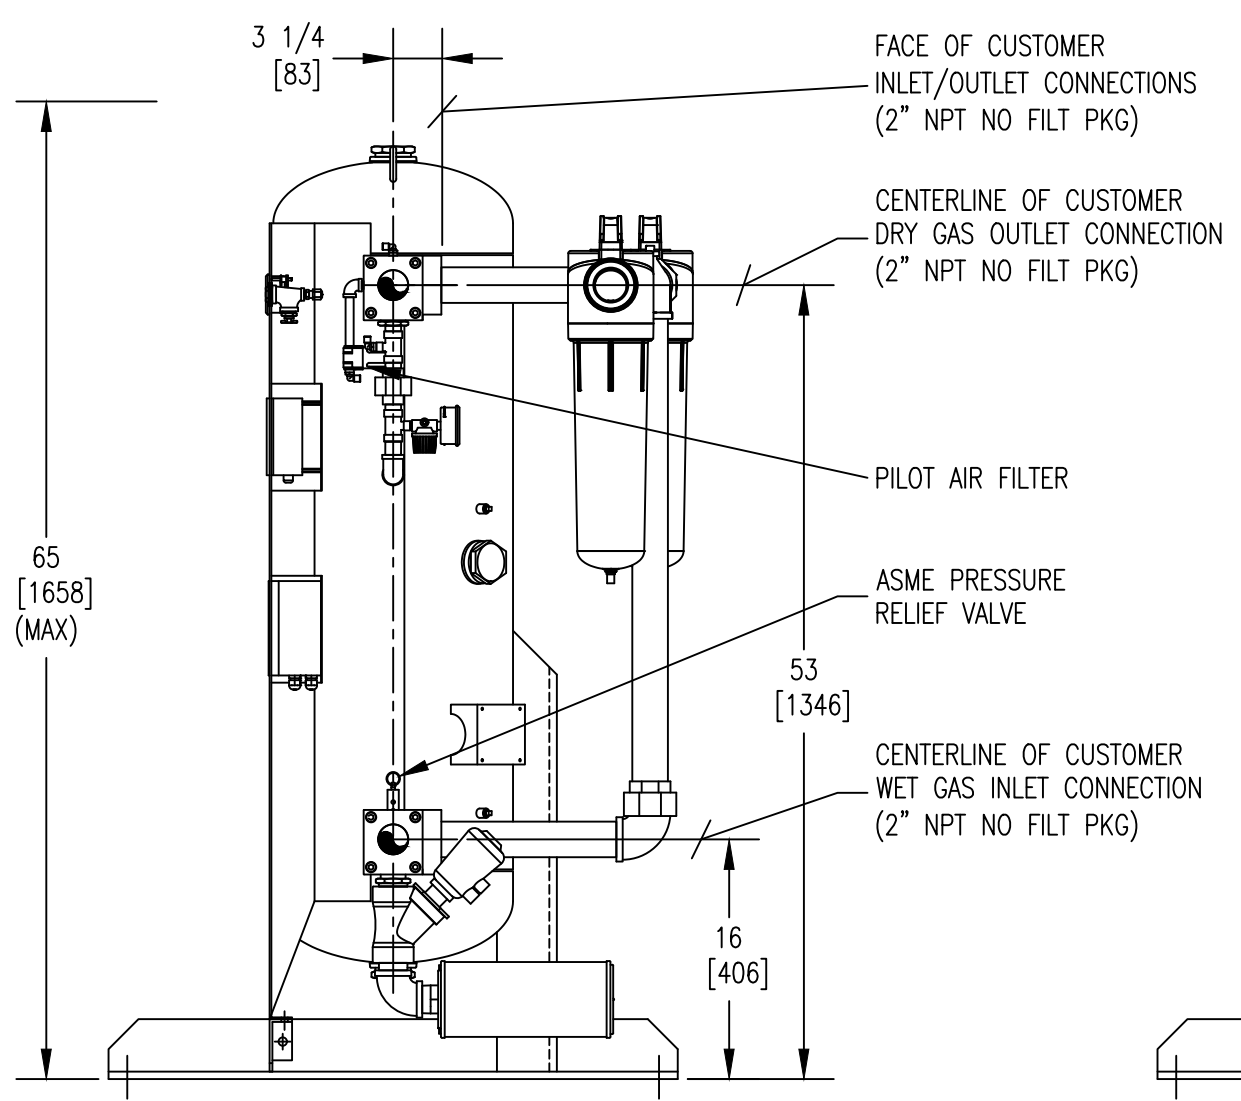 3 1/4
[83]
FACE OF CUSTOMER
INLET/OUTLET CONNECTIONS
(2” NPT NO FILT PKG)
CENTERLINE OF CUSTOMER
DRY GAS OUTLET CONNECTION
(2” NPT NO FILT PKG)
PILOT AIR FILTER
65
[1658]
(MAX)
ASME PRESSURE
RELIEF VALVE
53
[1346]
CENTERLINE OF CUSTOMER
WET GAS INLET CONNECTION
(2” NPT NO FILT PKG)
16
[406]